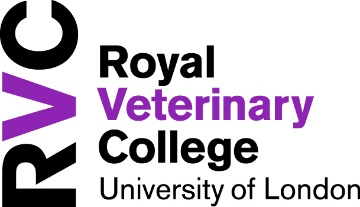 RVC
Royal
Veterinary
College
University of London